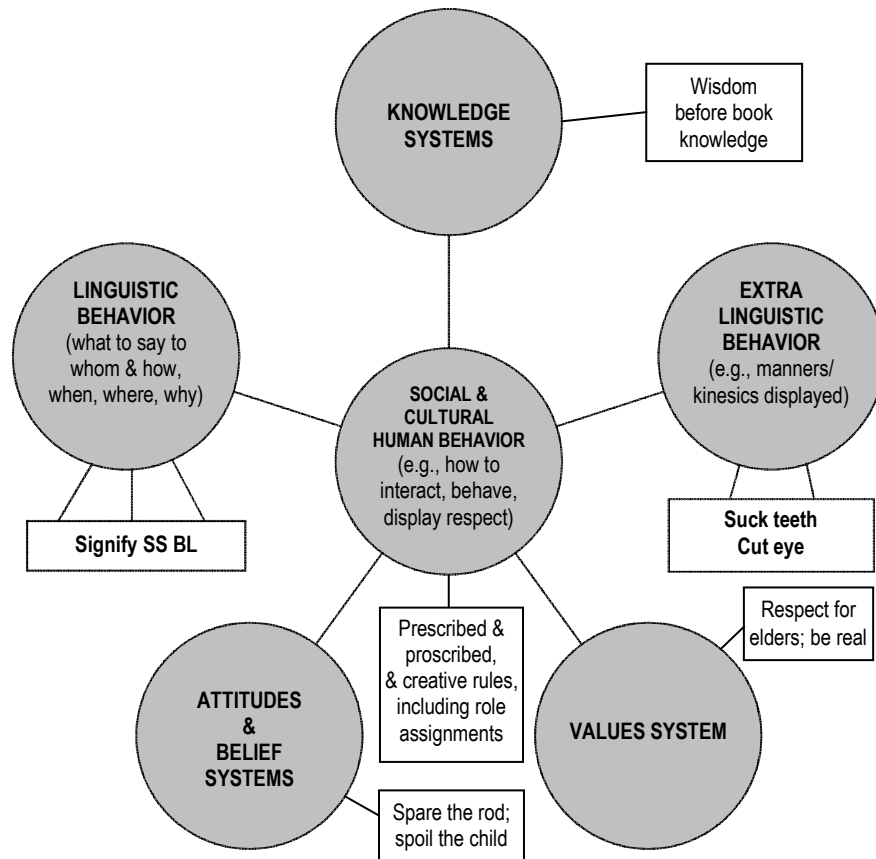 KNOWLEDGE
SYSTEMS
Wisdom
before book
knowledge
LINGUISTIC
BEHAVIOR
(what to say to
whom & how,
when, where, why)
Signify SS BL
EXTRA
LINGUISTIC
BEHAVIOR
(e.g., manners/
kinesics displayed)
Suck teeth
Cut eye
SOCIAL &
CULTURAL
HUMAN BEHAVIOR
(e.g., how to
interact, behave,
display respect)
Prescribed &
proscribed,
& creative rules,
including role
assignments
Respect for
elders; be real
ATTITUDES
&
BELIEF
SYSTEMS
Spare the rod;
spoil the child
VALUES SYSTEM